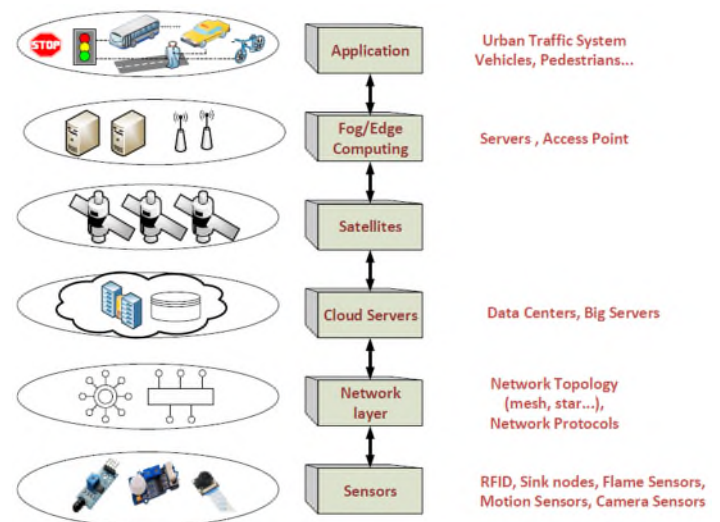 STOP
Application
Urban Traffic System
Vehicles, Pedestrians...
Fog/Edge
Computing
Servers , Access Point
Satellites
Cloud Servers
Data Centers, Big Servers
Network
layer
Network Topology
(mesh, star...),
Network Protocols
Sensors
RFID, Sink nodes, Flame Sensors,
Motion Sensors, Camera Sensors